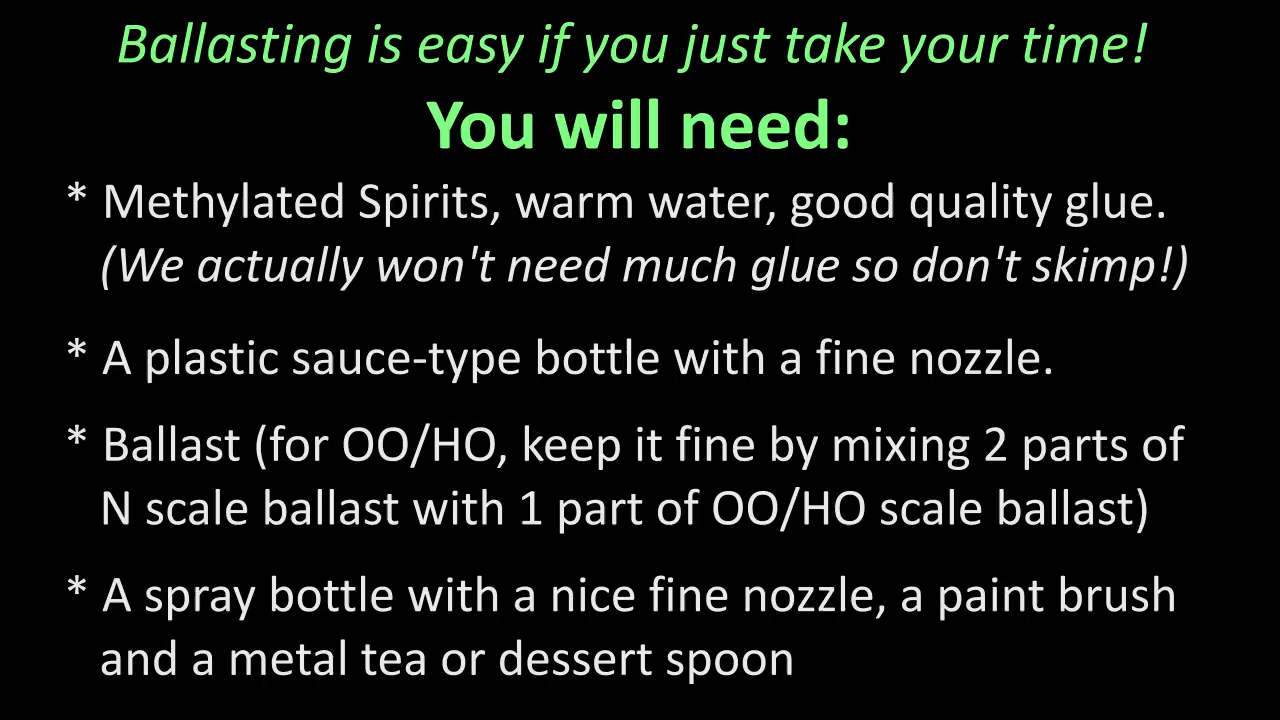 Ballasting is easy if you just take your time!
You will need:
* Methylated Spirits, warm water, good quality glue.
(We actually won't need much glue so don't skimp!)
* A plastic sauce-type bottle with a fine nozzle.
* Ballast (for OO/HO, keep it fine by mixing 2 parts of
N scale ballast with 1 part of OO/HO scale ballast)
* A spray bottle with a nice fine nozzle, a paint brush
and a metal tea or dessert spoon